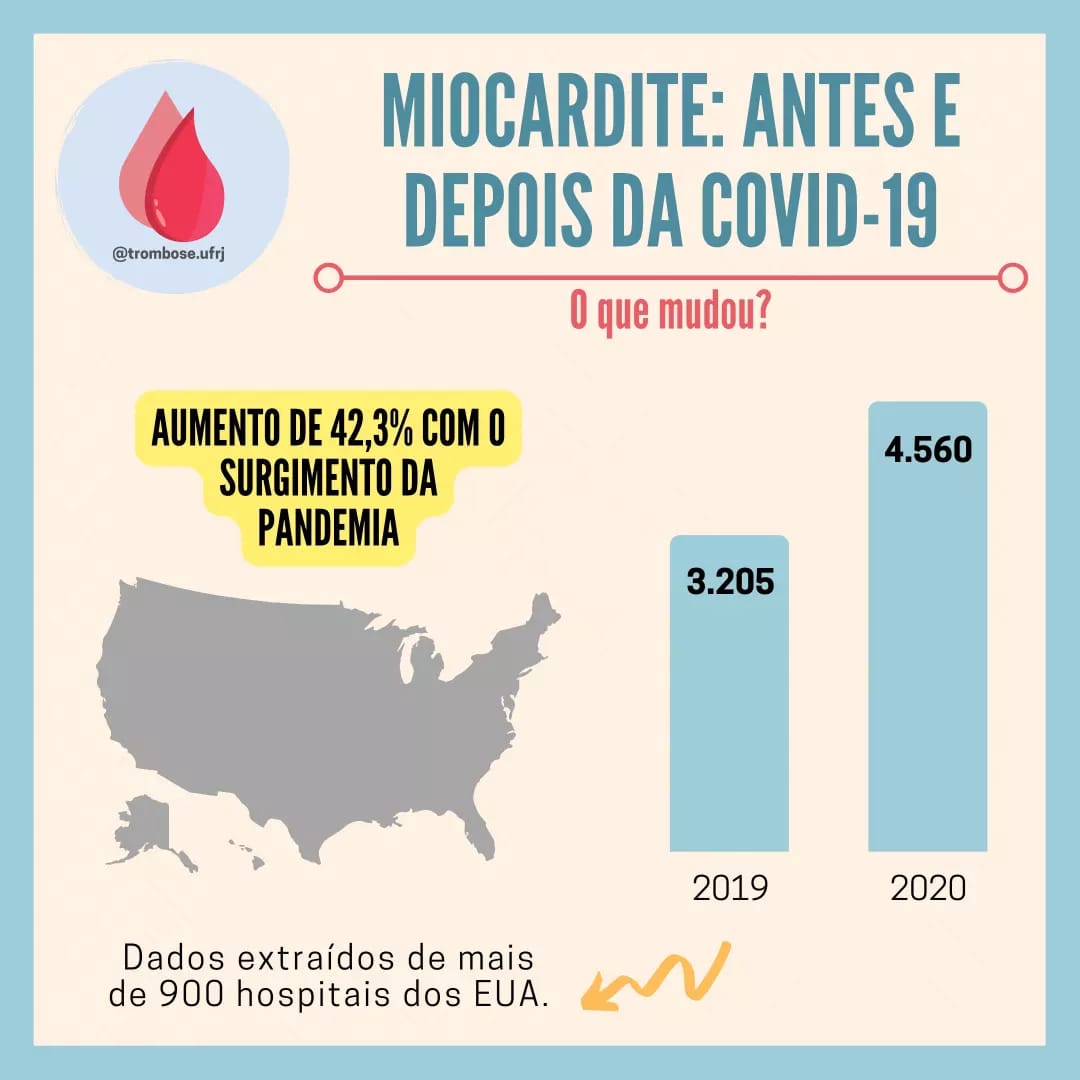 @trombose.ufrj
MIOCARDITE: ANTES E
DEPOIS DA COVID-19
O que mudou?
AUMENTO DE 42,3% COM O
SURGIMENTO DA
PANDEMIA
4.560
3.205
2019
2020
Dados extraídos de mais
de 900 hospitais dos EUA.